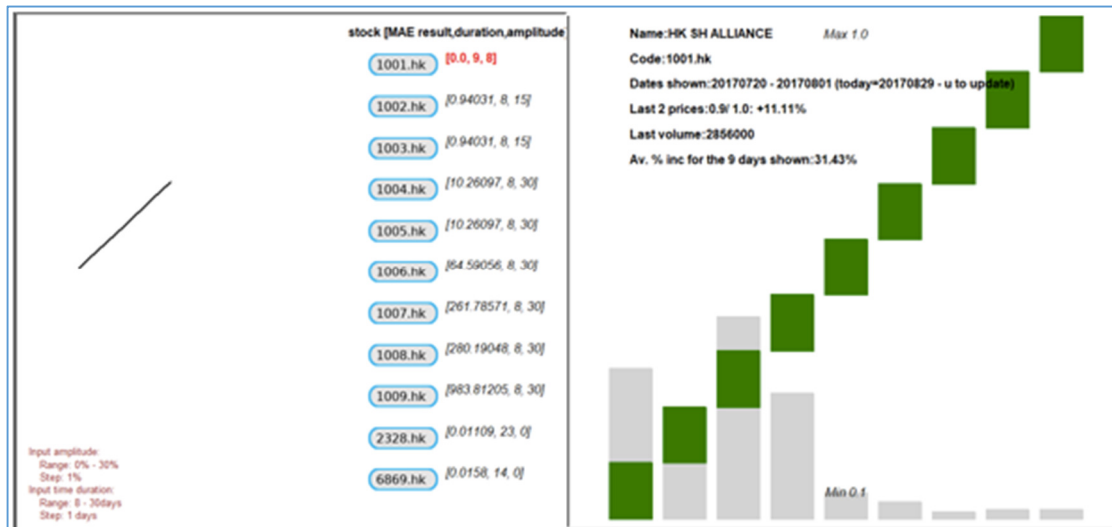 stock [MAE result,duration,amplitude]
1001.hk [0.0, 9, 8]
1002.hk [0.94031, 8, 15]
1003.hk [0.94031, 8, 15]
1004.hk [10.26097, 8, 30]
1005.hk [10.26097, 8, 30]
1006.hk [64.59056, 8, 30]
1007.hk [261.78571, 8, 30]
1008.hk [280.19048, 8, 30]
1009.hk [983.81205, 8, 30]
2328.hk [0.01109, 23, 0]
6869.hk [0.0158, 14, 0]
Input amplitude:
Range: 0% - 30%
Step: 1%
Input time duration:
Range: 8 - 30days
Step: 1 days
Name:HK SH ALLIANCE Max 1.0
Code:1001.hk
Dates shown:20170720 - 20170801 (today=20170829 - u to update)
Last 2 prices:0.9/ 1.0: +11.11%
Last volume:2856000
Av. % inc for the 9 days shown:31.43%
Min 0.1